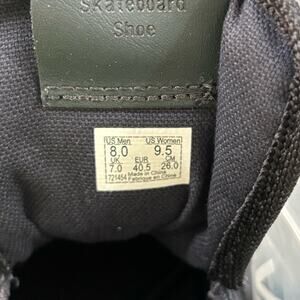 Skateboard
Shoe
US Men US Women
8.0 9.5
UK EUR CM
7.0 40.5 26.0
721454 Made in China
Fabriqué en Chine